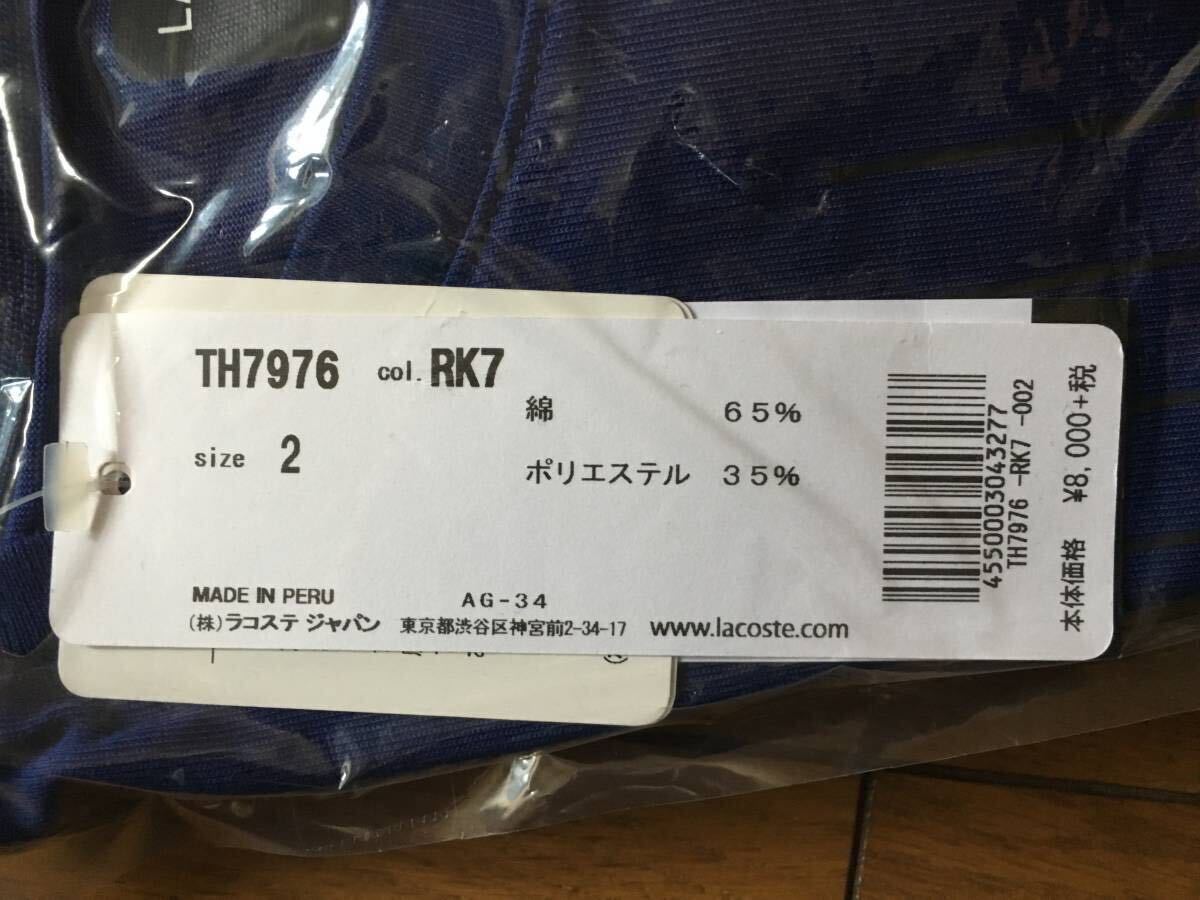 TH7976 col. RK7
綿 65%
size 2
ポリエステル 35%
MADE IN PERU AG-34
(株)ラコステ ジャパン 東京都渋谷区神宮前2-34-17 www.lacoste.com
4550003043277
TH7976 -RK7 -002
本体価格 ¥8,000+税